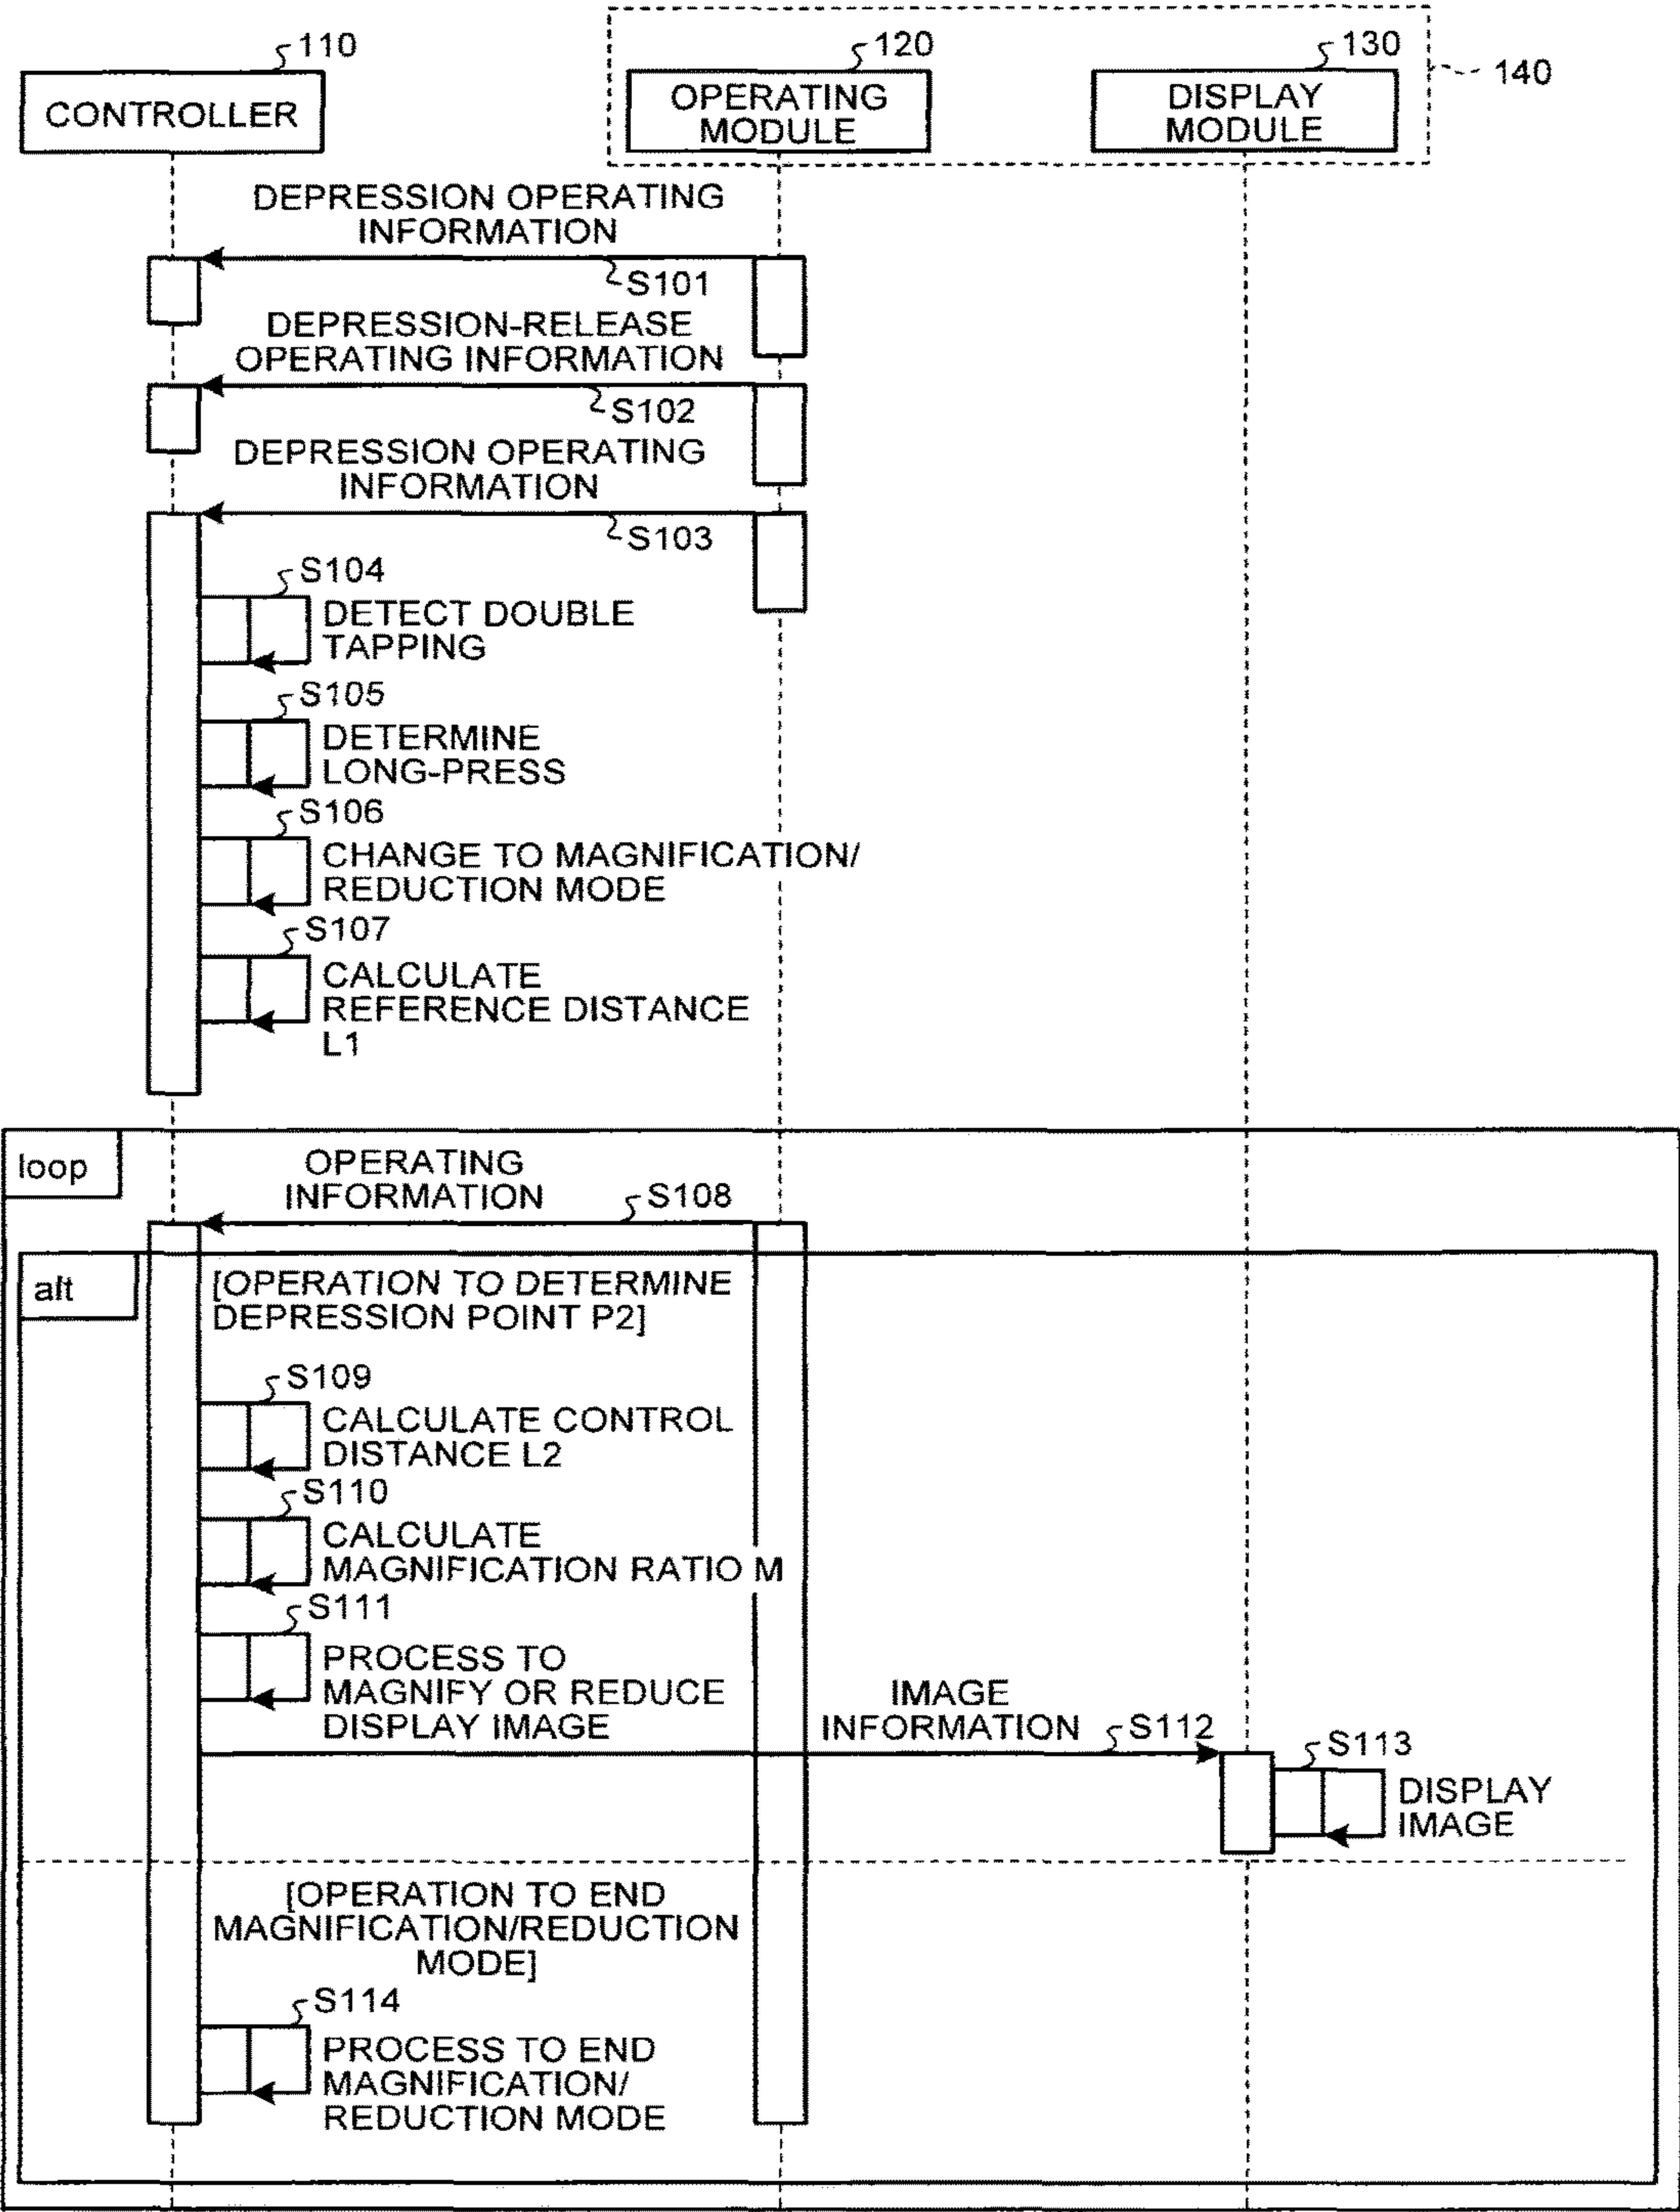 110
120
130
140
CONTROLLER
OPERATING
MODULE
DISPLAY
MODULE
DEPRESSION OPERATING
INFORMATION
S101
DEPRESSION-RELEASE
OPERATING INFORMATION
S102
DEPRESSION OPERATING
INFORMATION
S103
S104
DETECT DOUBLE
TAPPING
S105
DETERMINE
LONG-PRESS
S106
CHANGE TO MAGNIFICATION/
REDUCTION MODE
S107
CALCULATE
REFERENCE DISTANCE
L1
loop
OPERATING
INFORMATION
S108
alt
[OPERATION TO DETERMINE
DEPRESSION POINT P2]
S109
CALCULATE CONTROL
DISTANCE L2
S110
CALCULATE
MAGNIFICATION RATIO M
S111
PROCESS TO
MAGNIFY OR REDUCE
DISPLAY IMAGE
IMAGE
INFORMATION
S112
S113
DISPLAY
IMAGE
[OPERATION TO END
MAGNIFICATION/REDUCTION
MODE]
S114
PROCESS TO END
MAGNIFICATION/
REDUCTION MODE